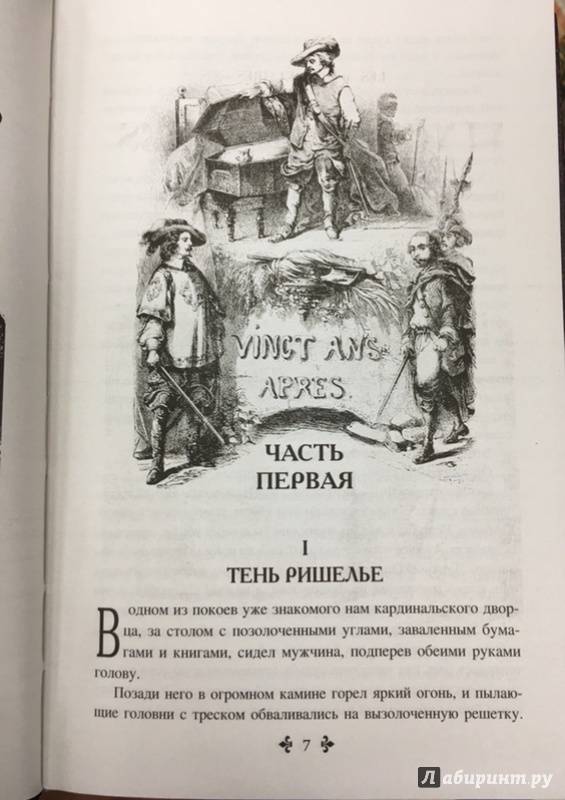 VINGT ANS
APRES.
ЧАСТЬ
ПЕРВАЯ
I
ТЕНЬ РИШЕЛЬЕ
В одном из покоев уже знакомого нам кардинальского двор-
ца, за столом с позолоченными углами, заваленным бума-
гами и книгами, сидел мужчина, подперев обеими руками
голову.
Позади него в огромном камине горел яркий огонь, и пылаю-
щие головни с треском обваливались на вызолоченную решетку.
7
Лабиринт.ру